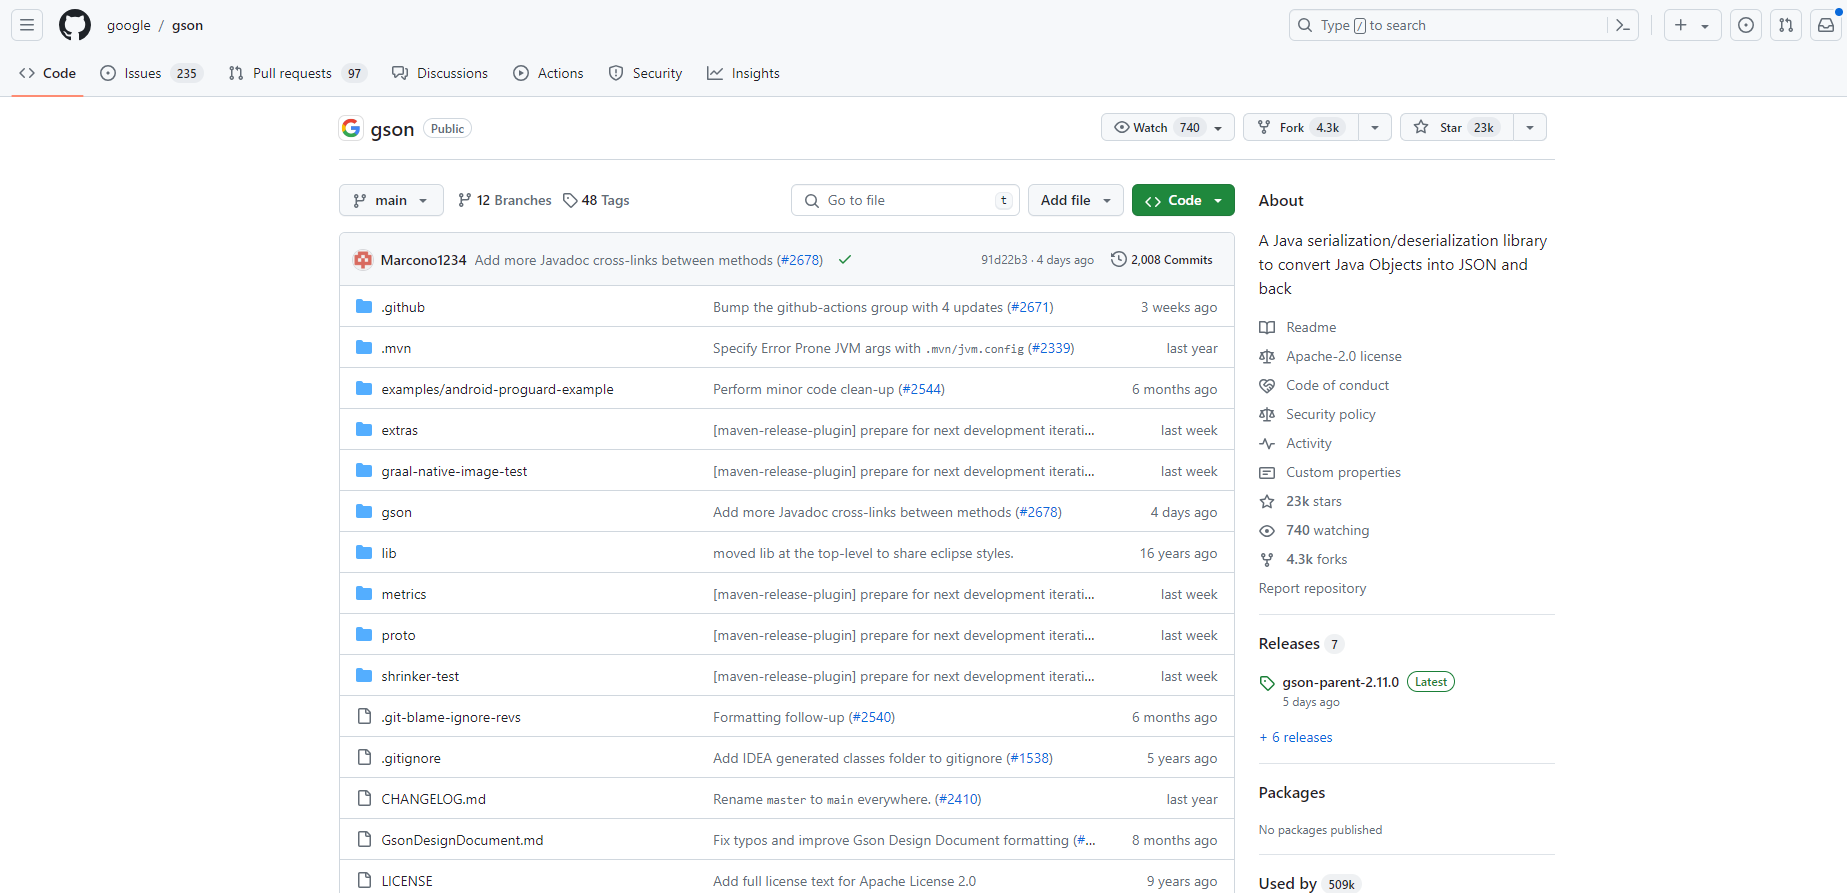 google / gson
Type / to search
Code Issues 235 Pull requests 97 Discussions Actions Security Insights
gson Public
Watch 740 Fork 4.3k Star 23k
main 12 Branches 48 Tags Go to file t Add file Code
Marcono1234 Add more Javadoc cross-links between methods (#2678) 91d22b3 · 4 days ago 2,008 Commits
.github Bump the github-actions group with 4 updates (#2671) 3 weeks ago
.mvn Specify Error Prone JVM args with .mvn/jvm.config (#2339) last year
examples/android-proguard-example Perform minor code clean-up (#2544) 6 months ago
extras [maven-release-plugin] prepare for next development iterati... last week
graal-native-image-test [maven-release-plugin] prepare for next development iterati... last week
gson Add more Javadoc cross-links between methods (#2678) 4 days ago
lib moved lib at the top-level to share eclipse styles. 16 years ago
metrics [maven-release-plugin] prepare for next development iterati... last week
proto [maven-release-plugin] prepare for next development iterati... last week
shrinker-test [maven-release-plugin] prepare for next development iterati... last week
.git-blame-ignore-revs Formatting follow-up (#2540) 6 months ago
.gitignore Add IDEA generated classes folder to gitignore (#1538) 5 years ago
CHANGELOG.md Rename master to main everywhere. (#2410) last year
GsonDesignDocument.md Fix typos and improve Gson Design Document formatting (#... 8 months ago
LICENSE Add full license text for Apache License 2.0 9 years ago
About
A Java serialization/deserialization library
to convert Java Objects into JSON and
back
Readme
Apache-2.0 license
Code of conduct
Security policy
Activity
Custom properties
23k stars
740 watching
4.3k forks
Report repository
Releases 7
gson-parent-2.11.0 Latest
5 days ago
+ 6 releases
Packages
No packages published
Used by 509k